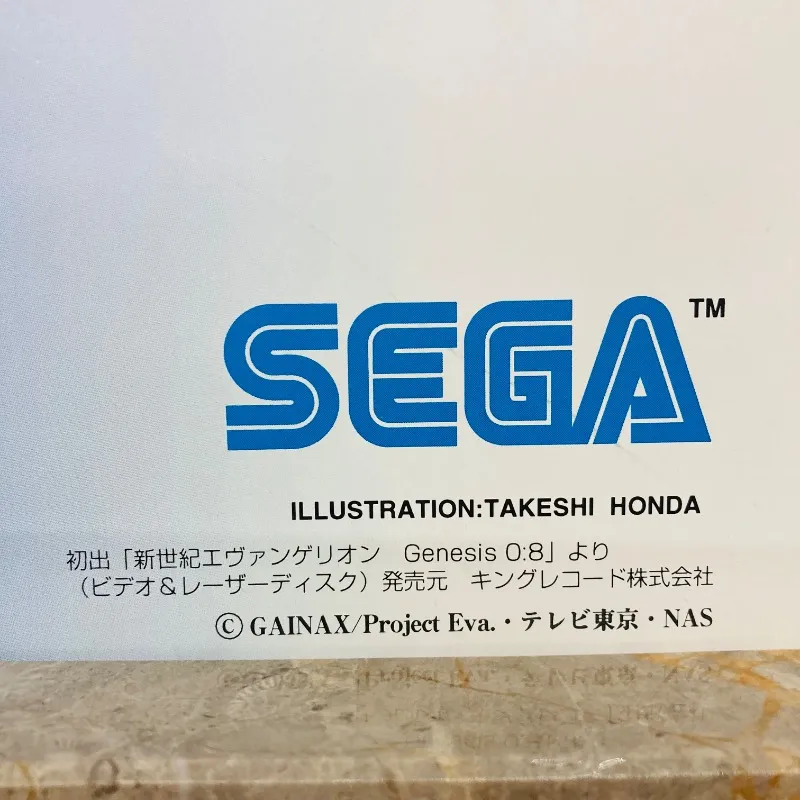 SEGA™
ILLUSTRATION:TAKESHI HONDA
初出「新世紀エヴァンゲリオン　Genesis 0:8」より
（ビデオ＆レーザーディスク）発売元　キングレコード株式会社
Ⓒ GAINAX/Project Eva.・テレビ東京・NAS